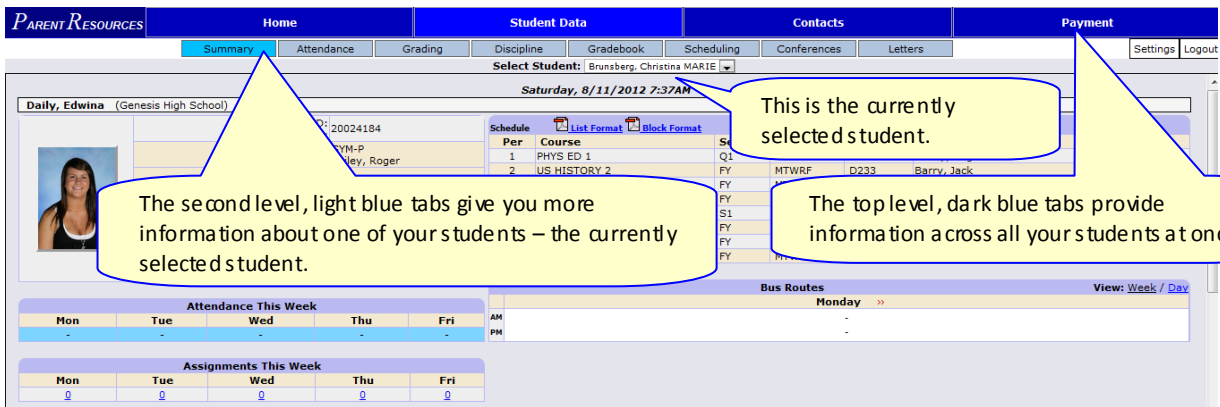 PARENT RESOURCES Home Student Data Contacts Payment
Summary Attendance Grading Discipline Gradebook Scheduling Conferences Letters Settings Logout
Select Student: Brunsberg, Christina MARIE
Saturday, 8/11/2012 7:37AM
Daily, Edwina (Genesis High School)
20024184
GYM-P
Roger
Schedule List Format Block Format
Per Course
1 PHYS ED 1 Q1
2 US HISTORY 2 FY MTWRF D233 Barry, Jack
FY
FY
S1
FY
FY
FY
This is the currently
selected student.
The second level, light blue tabs give you more
information about one of your students – the currently
selected student.
The top level, dark blue tabs provide
information across all your students at
Bus Routes View: Week / Day
Monday »
AM -
PM -
Attendance This Week
Mon Tue Wed Thu Fri
- - - - -
Assignments This Week
Mon Tue Wed Thu Fri
0 0 0 0 0